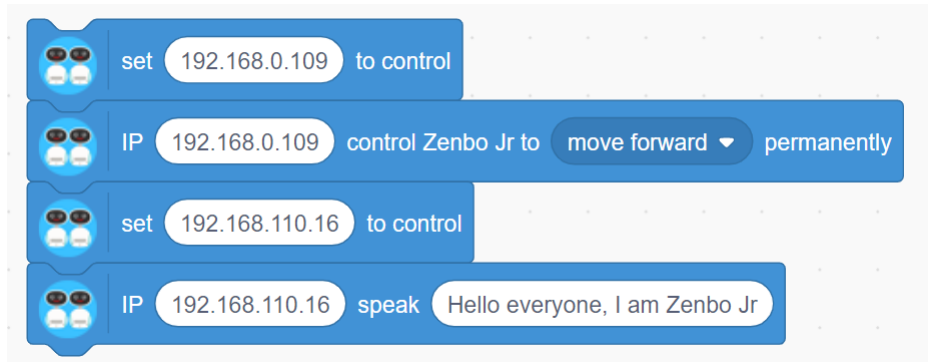 set 192.168.0.109 to control
IP 192.168.0.109 control Zenbo Jr to move forward permanently
set 192.168.110.16 to control
IP 192.168.110.16 speak Hello everyone, I am Zenbo Jr